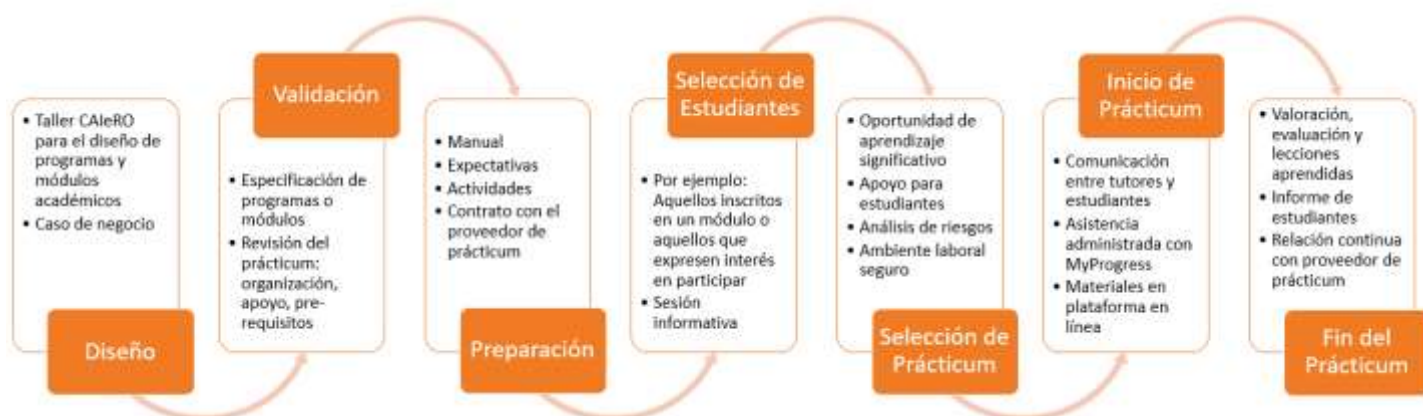 • Taller CAIeRO
para el diseño de
programas y
módulos
académicos
• Caso de negocio
Diseño
Validación
• Especificación de
programas o
módulos
• Revisión del
prácticum:
organización,
apoyo, pre-
requisitos
• Manual
• Expectativas
• Actividades
• Contrato con el
proveedor de
prácticum
Preparación
Selección de
Estudiantes
• Por ejemplo:
Aquellos inscritos
en un módulo o
aquellos que
expresen interés
en participar
• Sesión
informativa
• Oportunidad de
aprendizaje
significativo
• Apoyo para
estudiantes
• Análisis de riesgos
• Ambiente laboral
seguro
Selección de
Prácticum
Inicio de
Prácticum
• Comunicación
entre tutores y
estudiantes
• Asistencia
administrada con
MyProgress
• Materiales en
plataforma en
línea
• Valoración,
evaluación y
lecciones
aprendidas
• Informe de
estudiantes
• Relación continua
con proveedor de
prácticum
Fin del
Prácticum